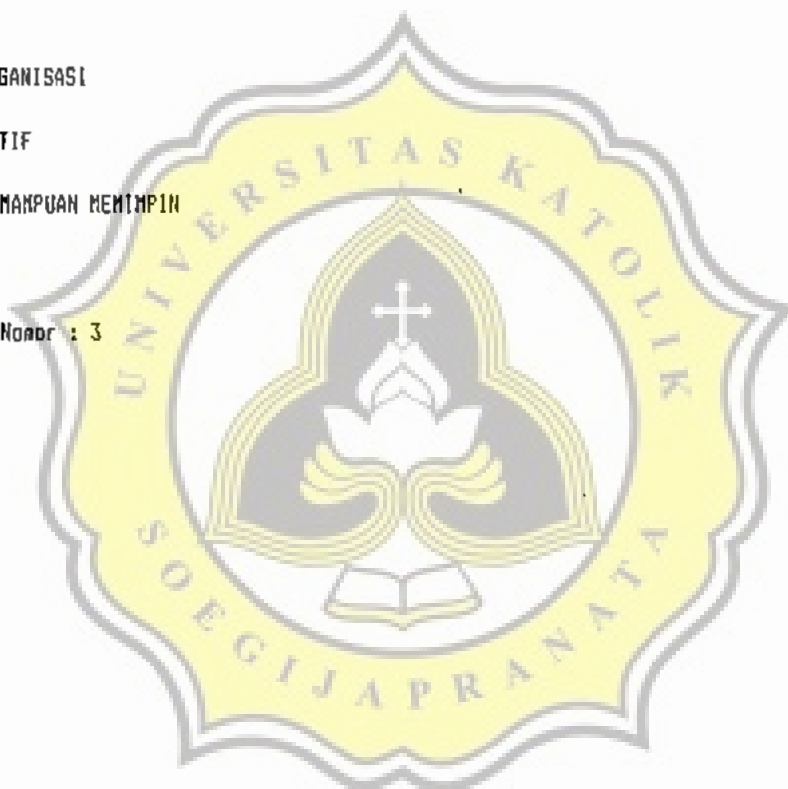 GANISASI
TIF
MAMPUAN MEMIMPIN
Nomor : 3
UNIVERSITAS KATOLIK
SOEGIJAPRANATA